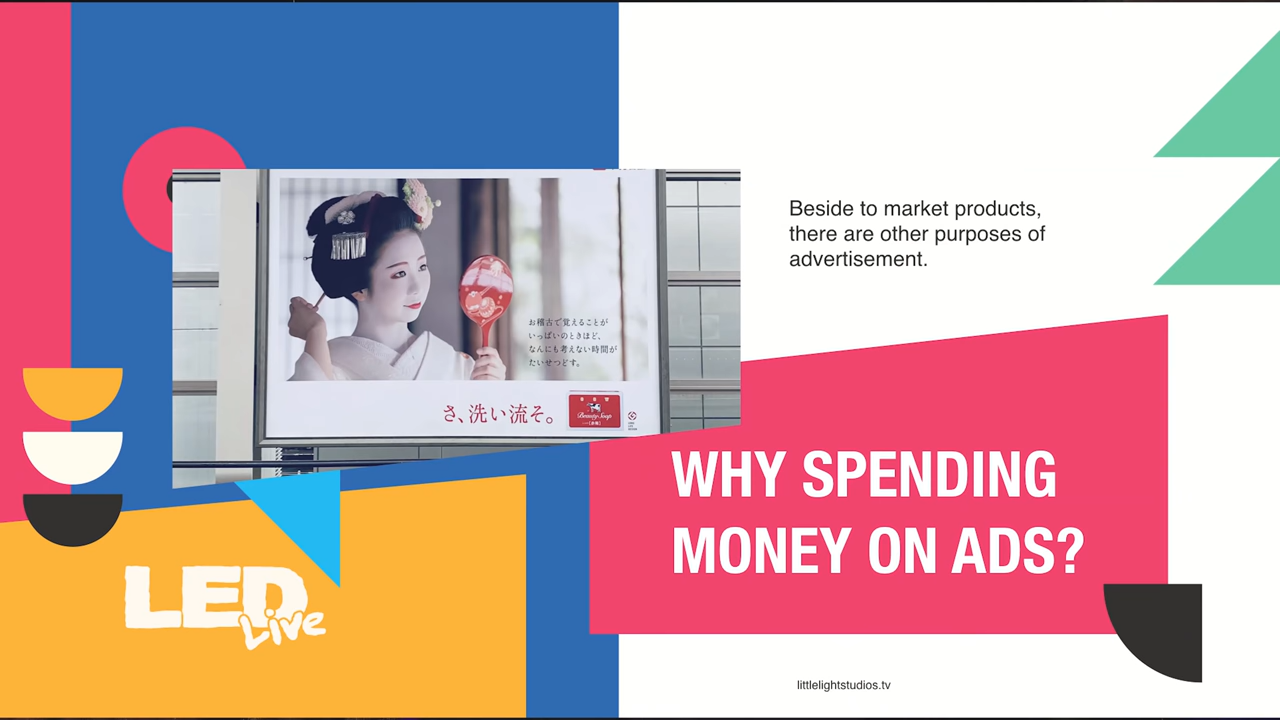 Beside to market products,
there are other purposes of
advertisement.
お稽古で覚えることが
いっぱいのときほど、
なんにも考えない時間が
たいせつどす。
さ、洗い流そ。
Beauty Soap
WHY SPENDING
MONEY ON ADS?
LED
Live
littlelightstudios.tv